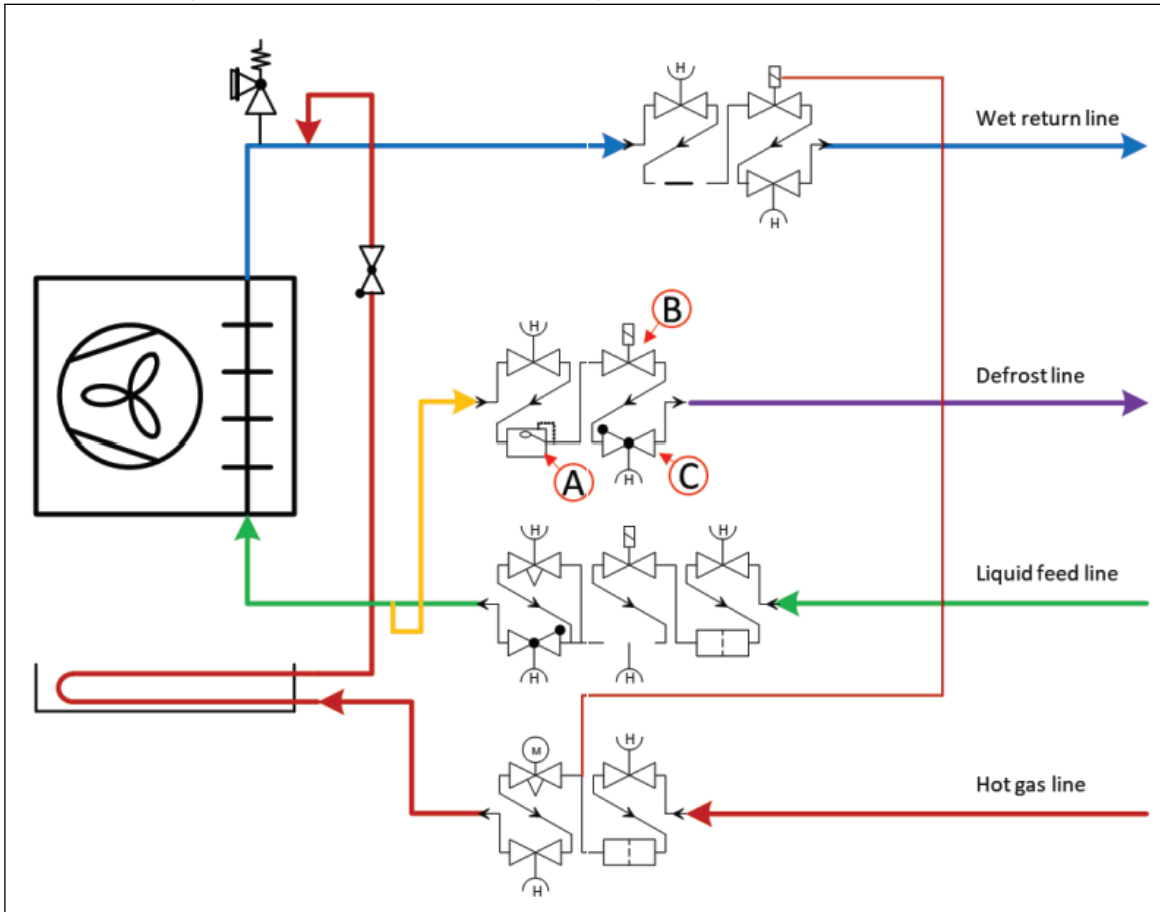 H
Wet return line
H
H
B
Defrost line
A
H
C
H
H
Liquid feed line
H
H
M
H
Hot gas line
H